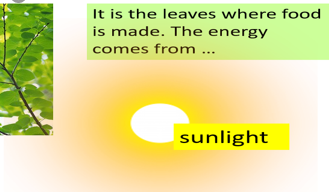 It is the leaves where food
is made. The energy
comes from ...
sunlight